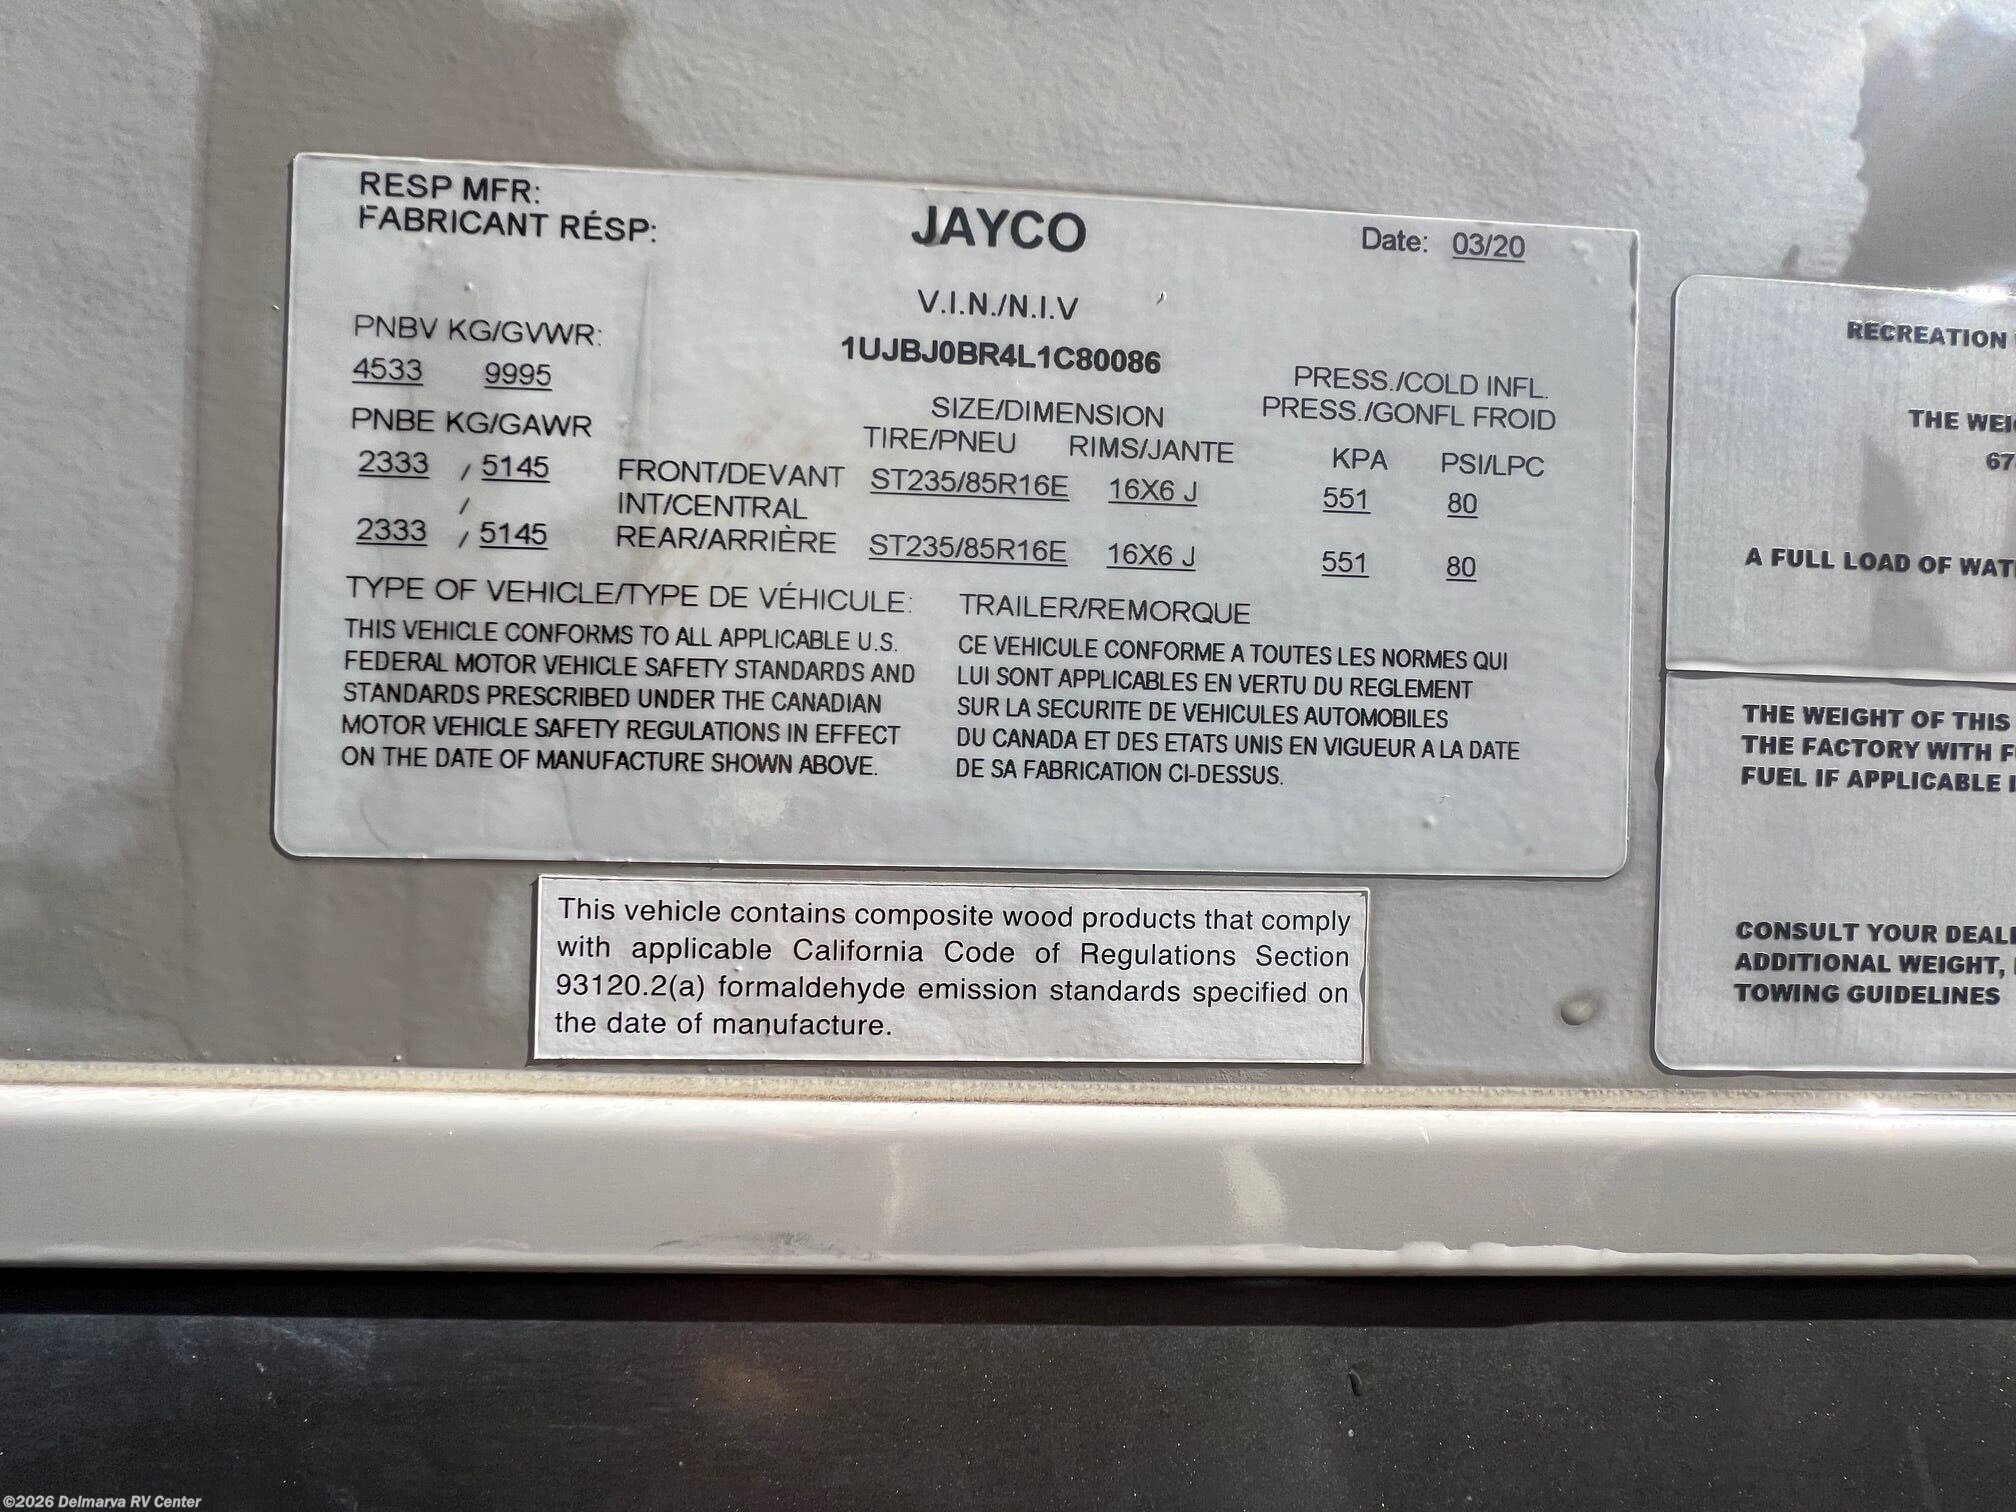 RESP MFR:
FABRICANT RÉSP:
JAYCO
Date: 03/20
V.I.N./N.I.V
1UJBJ0BR4L1C80086
PNBV KG/GVWR:
4533 9995
PNBE KG/GAWR
SIZE/DIMENSION
TIRE/PNEU RIMS/JANTE
PRESS./COLD INFL.
PRESS./GONFL FROID
KPA PSI/LPC
2333 / 5145 FRONT/DEVANT ST235/85R16E 16X6 J 551 80
/ INT/CENTRAL
2333 / 5145 REAR/ARRIÈRE ST235/85R16E 16X6 J 551 80
TYPE OF VEHICLE/TYPE DE VÉHICULE: TRAILER/REMORQUE
THIS VEHICLE CONFORMS TO ALL APPLICABLE U.S.
FEDERAL MOTOR VEHICLE SAFETY STANDARDS AND
STANDARDS PRESCRIBED UNDER THE CANADIAN
MOTOR VEHICLE SAFETY REGULATIONS IN EFFECT
ON THE DATE OF MANUFACTURE SHOWN ABOVE.
CE VEHICULE CONFORME A TOUTES LES NORMES QUI
LUI SONT APPLICABLES EN VERTU DU REGLEMENT
SUR LA SECURITE DE VEHICULES AUTOMOBILES
DU CANADA ET DES ETATS UNIS EN VIGUEUR A LA DATE
DE SA FABRICATION CI-DESSUS.
This vehicle contains composite wood products that comply
with applicable California Code of Regulations Section
93120.2(a) formaldehyde emission standards specified on
the date of manufacture.
RECREATION
THE WEI
67
A FULL LOAD OF WAT
THE WEIGHT OF THIS
THE FACTORY WITH F
FUEL IF APPLICABLE I
CONSULT YOUR DEAL
ADDITIONAL WEIGHT,
TOWING GUIDELINES
©2026 Delmarva RV Center